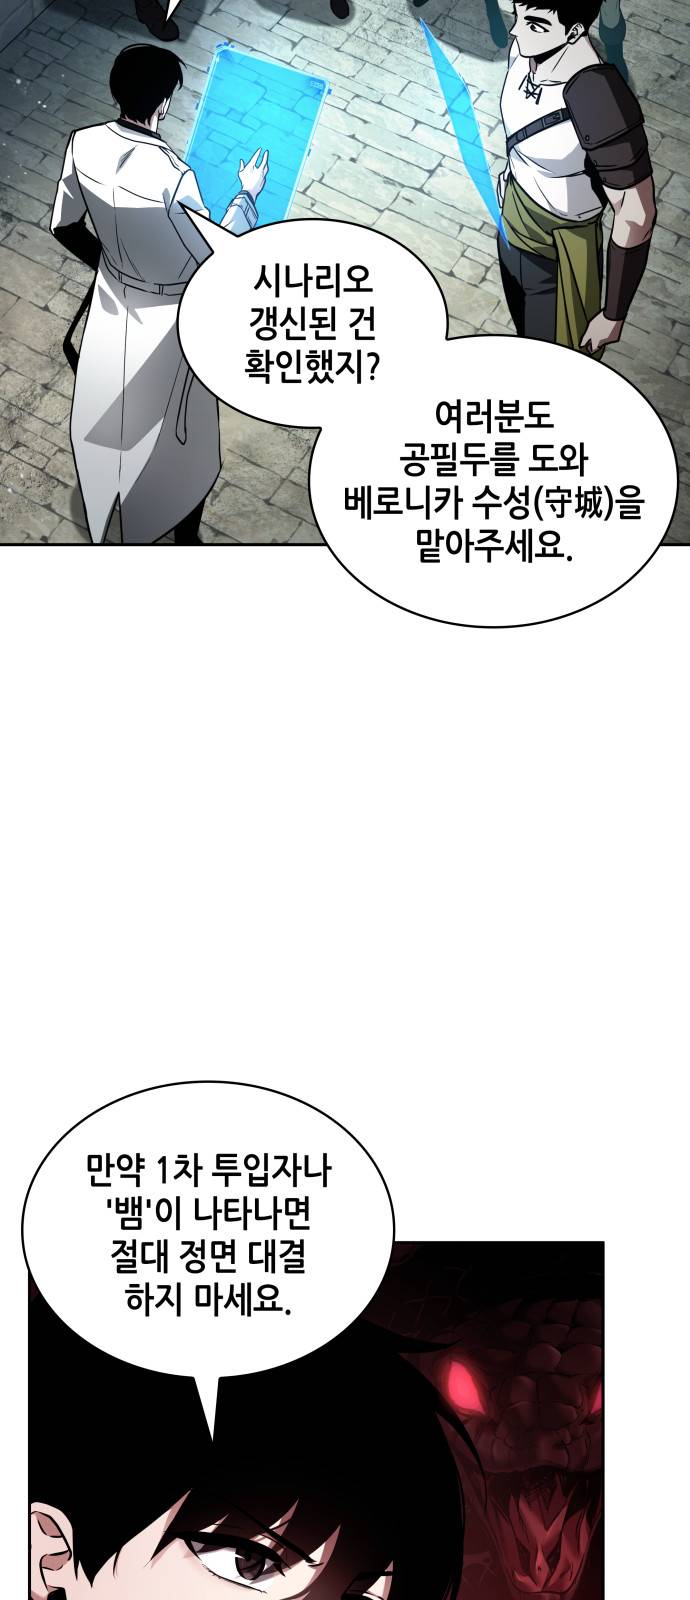 시나리오
갱신된 건
확인했지?
여러분도
공필두를 도와
베로니카 수성(守城)을
맡아주세요.
만약 1차 투입자나
'뱀'이 나타나면
절대 정면 대결
하지 마세요.